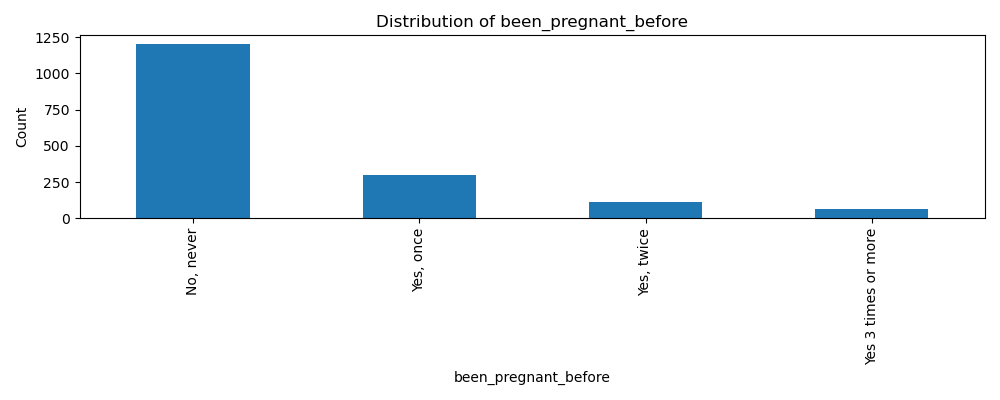 Distribution of been_pregnant_before
Count
1250
1000
750
500
250
0
No, never
Yes, once
Yes, twice
Yes 3 times or more
been_pregnant_before